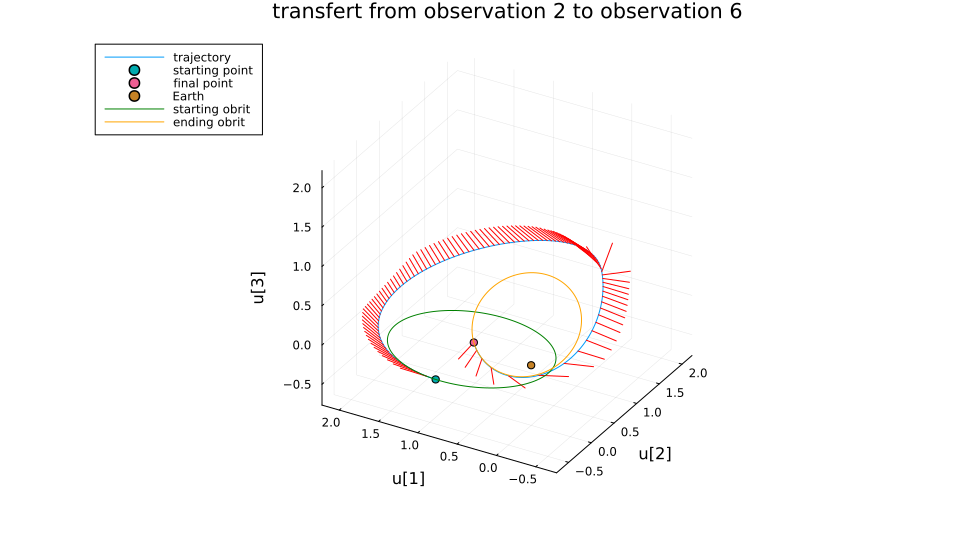 transfert from observation 2 to observation 6
trajectory
starting point
final point
Earth
starting obrit
ending obrit
2.0
1.5
1.0
0.5
0.0
−0.5
u[3]
2.0
1.5
1.0
0.5
0.0
−0.5
u[1]
2.0
1.5
1.0
0.5
0.0
−0.5
u[2]